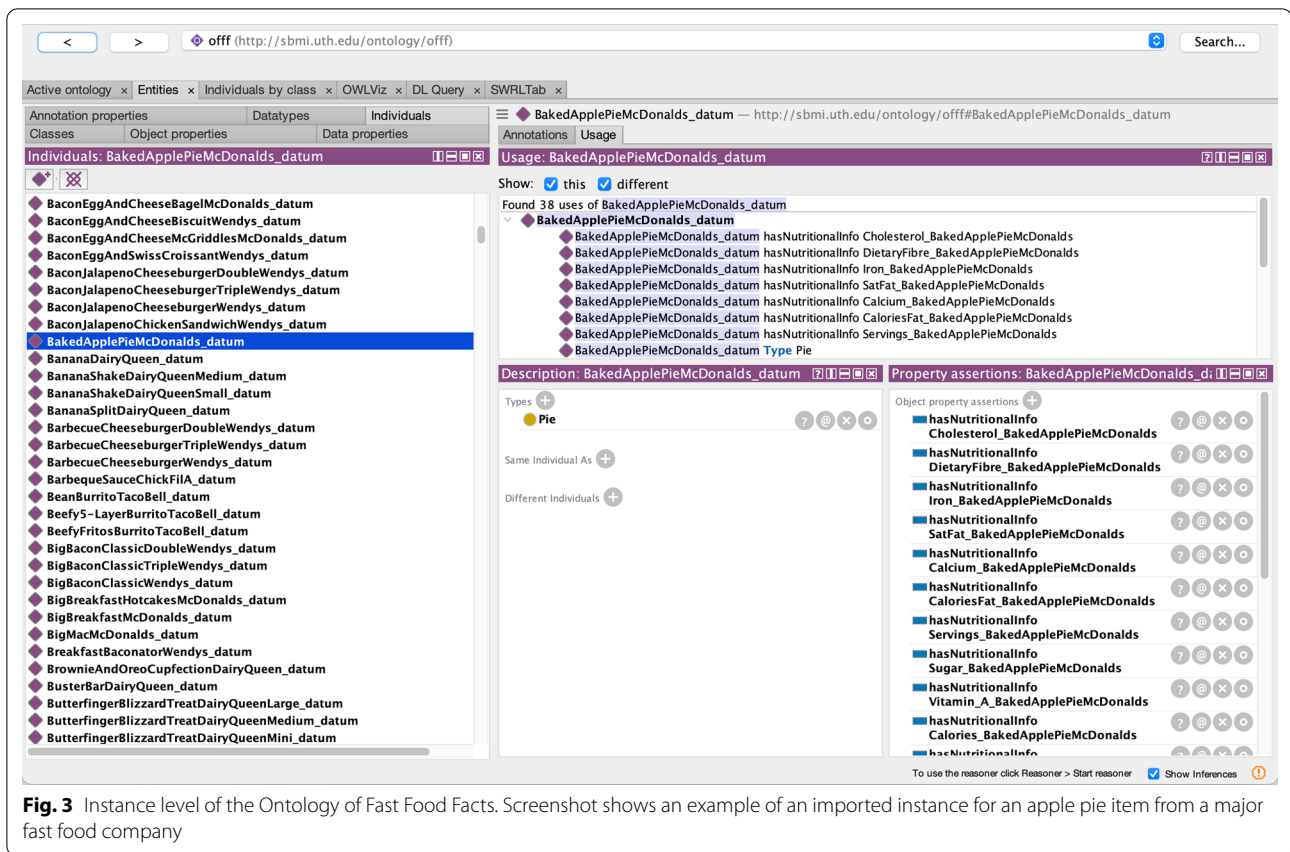 < > offf (http://sbmi.uth.edu/ontology/offf) Search...
Active ontology × Entities × Individuals by class × OWLViz × DL Query × SWRLTab ×
Annotation properties Datatypes Individuals
Classes Object properties Data properties
Individuals: BakedApplePieMcDonalds_datum
BaconEggAndCheeseBagelMcDonalds_datum
BaconEggAndCheeseBiscuitWendys_datum
BaconEggAndCheeseMcGriddlesMcDonalds_datum
BaconEggAndSwissCroissantWendys_datum
BaconJalapenoCheeseburgerDoubleWendys_datum
BaconJalapenoCheeseburgerTripleWendys_datum
BaconJalapenoCheeseburgerWendys_datum
BaconJalapenoChickenSandwichWendys_datum
BakedApplePieMcDonalds_datum
BananaDairyQueen_datum
BananaShakeDairyQueenMedium_datum
BananaShakeDairyQueenSmall_datum
BananaSplitDairyQueen_datum
BarbecueCheeseburgerDoubleWendys_datum
BarbecueCheeseburgerTripleWendys_datum
BarbecueCheeseburgerWendys_datum
BarbequeSauceChickFilA_datum
BeanBurritoTacoBell_datum
Beefy5-LayerBurritoTacoBell_datum
BeefyFritosBurritoTacoBell_datum
BigBaconClassicDoubleWendys_datum
BigBaconClassicTripleWendys_datum
BigBaconClassicWendys_datum
BigBreakfastHotcakesMcDonalds_datum
BigBreakfastMcDonalds_datum
BigMacMcDonalds_datum
BreakfastBaconatorWendys_datum
BrownieAndOreoCupfectionDairyQueen_datum
BusterBarDairyQueen_datum
ButterfingerBlizzardTreatDairyQueenLarge_datum
ButterfingerBlizzardTreatDairyQueenMedium_datum
ButterfingerBlizzardTreatDairyQueenMini_datum
BakedApplePieMcDonalds_datum — http://sbmi.uth.edu/ontology/offf#BakedApplePieMcDonalds_datum
Annotations Usage
Usage: BakedApplePieMcDonalds_datum
Show: this different
Found 38 uses of BakedApplePieMcDonalds_datum
BakedApplePieMcDonalds_datum
BakedApplePieMcDonalds_datum hasNutritionalInfo Cholesterol_BakedApplePieMcDonalds
BakedApplePieMcDonalds_datum hasNutritionalInfo DietaryFibre_BakedApplePieMcDonalds
BakedApplePieMcDonalds_datum hasNutritionalInfo Iron_BakedApplePieMcDonalds
BakedApplePieMcDonalds_datum hasNutritionalInfo SatFat_BakedApplePieMcDonalds
BakedApplePieMcDonalds_datum hasNutritionalInfo Calcium_BakedApplePieMcDonalds
BakedApplePieMcDonalds_datum hasNutritionalInfo CaloriesFat_BakedApplePieMcDonalds
BakedApplePieMcDonalds_datum hasNutritionalInfo Servings_BakedApplePieMcDonalds
BakedApplePieMcDonalds_datum Type Pie
Description: BakedApplePieMcDonalds_datum
Types
Pie
Same Individual As
Different Individuals
Property assertions: BakedApplePieMcDonalds_d
Object property assertions
hasNutritionalInfo
Cholesterol_BakedApplePieMcDonalds
hasNutritionalInfo
DietaryFibre_BakedApplePieMcDonalds
hasNutritionalInfo
Iron_BakedApplePieMcDonalds
hasNutritionalInfo
SatFat_BakedApplePieMcDonalds
hasNutritionalInfo
Calcium_BakedApplePieMcDonalds
hasNutritionalInfo
CaloriesFat_BakedApplePieMcDonalds
hasNutritionalInfo
Servings_BakedApplePieMcDonalds
hasNutritionalInfo
Sugar_BakedApplePieMcDonalds
hasNutritionalInfo
Vitamin_A_BakedApplePieMcDonalds
hasNutritionalInfo
Calories_BakedApplePieMcDonalds
hasNutritionalInfo
To use the reasoner click Reasoner > Start reasoner Show Inferences
Fig. 3 Instance level of the Ontology of Fast Food Facts. Screenshot shows an example of an imported instance for an apple pie item from a major
fast food company